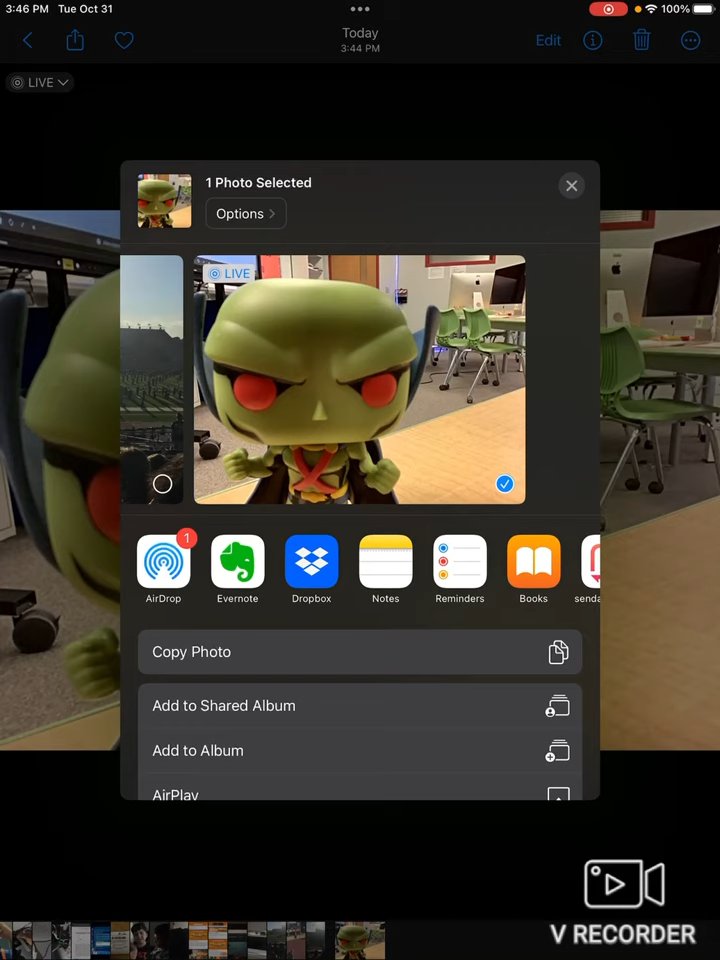 3:46 PM Tue Oct 31
100%
Today
3:44 PM
Edit
LIVE
1 Photo Selected
Options
LIVE
1
AirDrop
Evernote
Dropbox
Notes
Reminders
Books
senda
Copy Photo
Add to Shared Album
Add to Album
AirPlay
V RECORDER